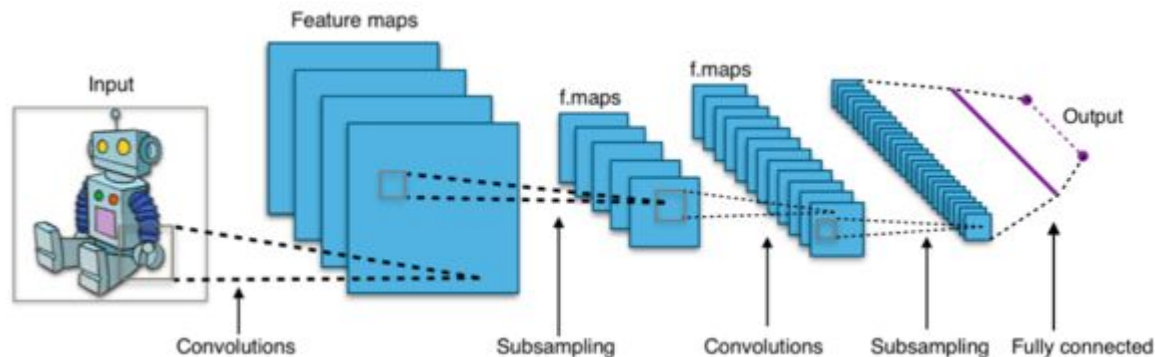 Feature maps
Input
f.maps
f.maps
Output
Convolutions
Subsampling
Convolutions
Subsampling
Fully connected